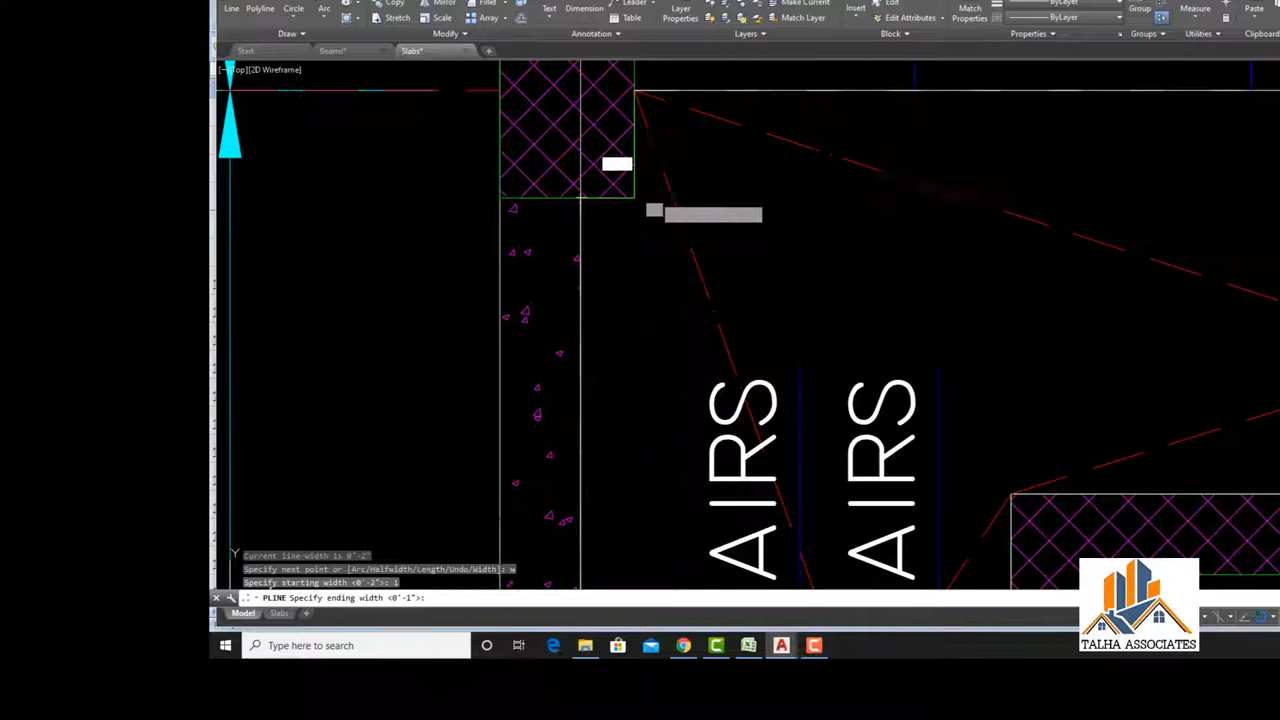 Line Polyline Circle Arc Copy Mirror Fillet Text Dimension Leader Layer Properties Make Current Insert Edit Match Properties ByLayer Group Measure Paste
Stretch Scale Array Table Match Layer Edit Attributes ByLayer
Draw Modify Annotation Layers Block Properties Groups Utilities Clipboard
Start Beams* Slabs*
[−][Top][2D Wireframe]
AIRS
AIRS
Y
Current line-width is 0'-2"
Specify next point or [Arc/Halfwidth/Length/Undo/Width]: w
Specify starting width <0'-2">: 1
PLINE Specify ending width <0'-1">:
Model Slabs
Type here to search
TALHA ASSOCIATES